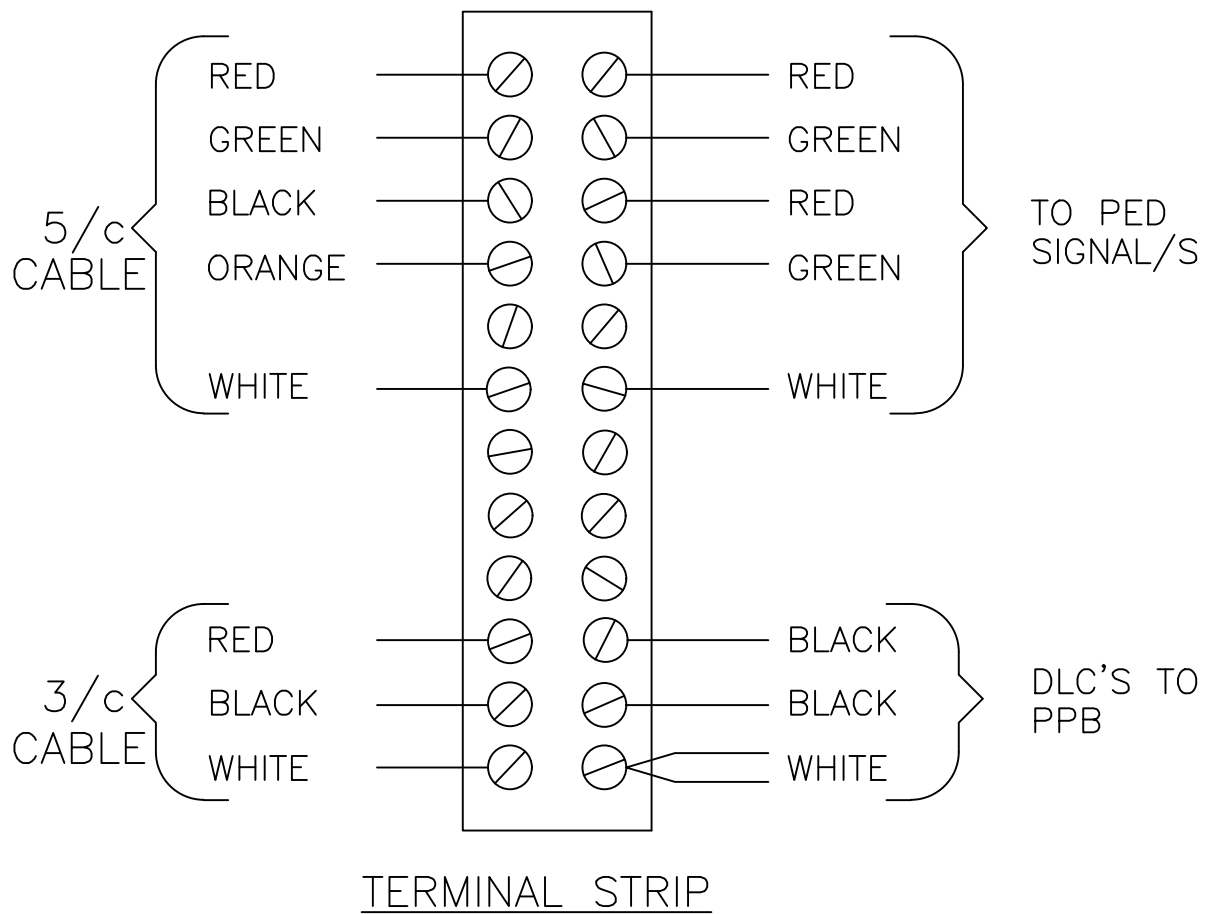 RED
GREEN
BLACK
ORANGE
WHITE
5/c
CABLE
RED
GREEN
RED
GREEN
WHITE
TO PED
SIGNAL/S
RED
BLACK
WHITE
3/c
CABLE
BLACK
BLACK
WHITE
DLC'S TO
PPB
TERMINAL STRIP